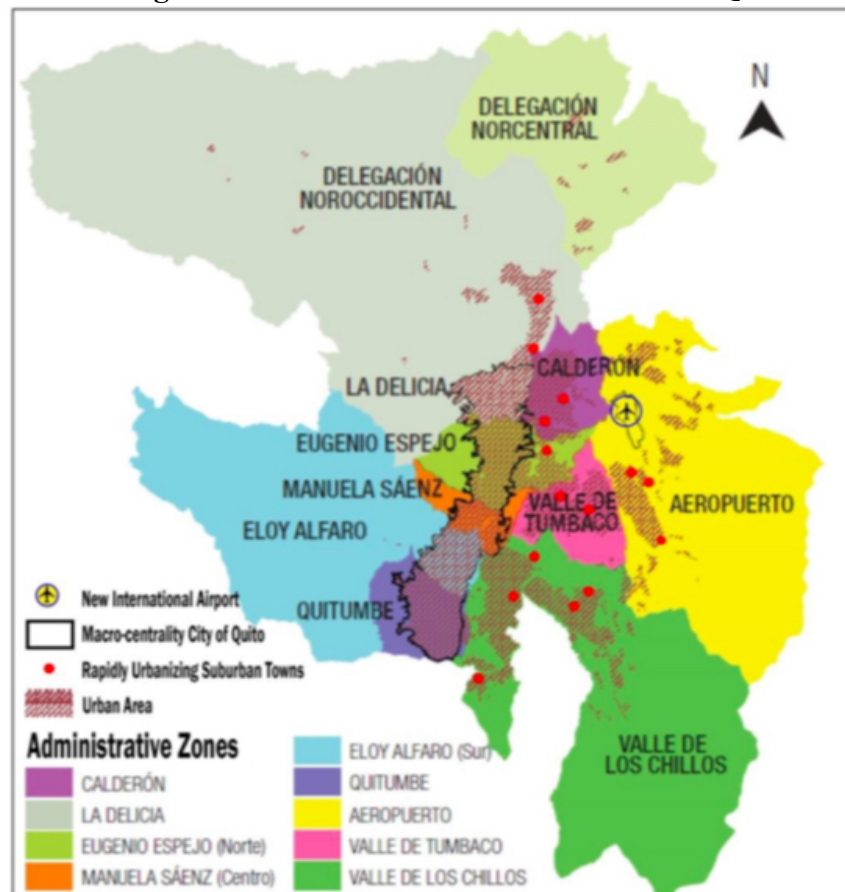 N
DELEGACIÓN
NORCENTRAL
DELEGACIÓN
NOROCCIDENTAL
CALDERÓN
LA DELICIA
EUGENIO ESPEJO
MANUELA SÁENZ
VALLE DE
TUMBACO
AEROPUERTO
ELOY ALFARO
QUITUMBE
VALLE DE
LOS CHILLOS
New International Airport
Macro-centrality City of Quito
Rapidly Urbanizing Suburban Towns
Urban Area
Administrative Zones
CALDERÓN
LA DELICIA
EUGENIO ESPEJO (Norte)
MANUELA SÁENZ (Centro)
ELOY ALFARO (Sur)
QUITUMBE
AEROPUERTO
VALLE DE TUMBACO
VALLE DE LOS CHILLOS